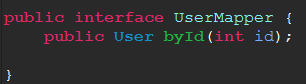 public interface UserMapper {
    public User byId(int id);
}